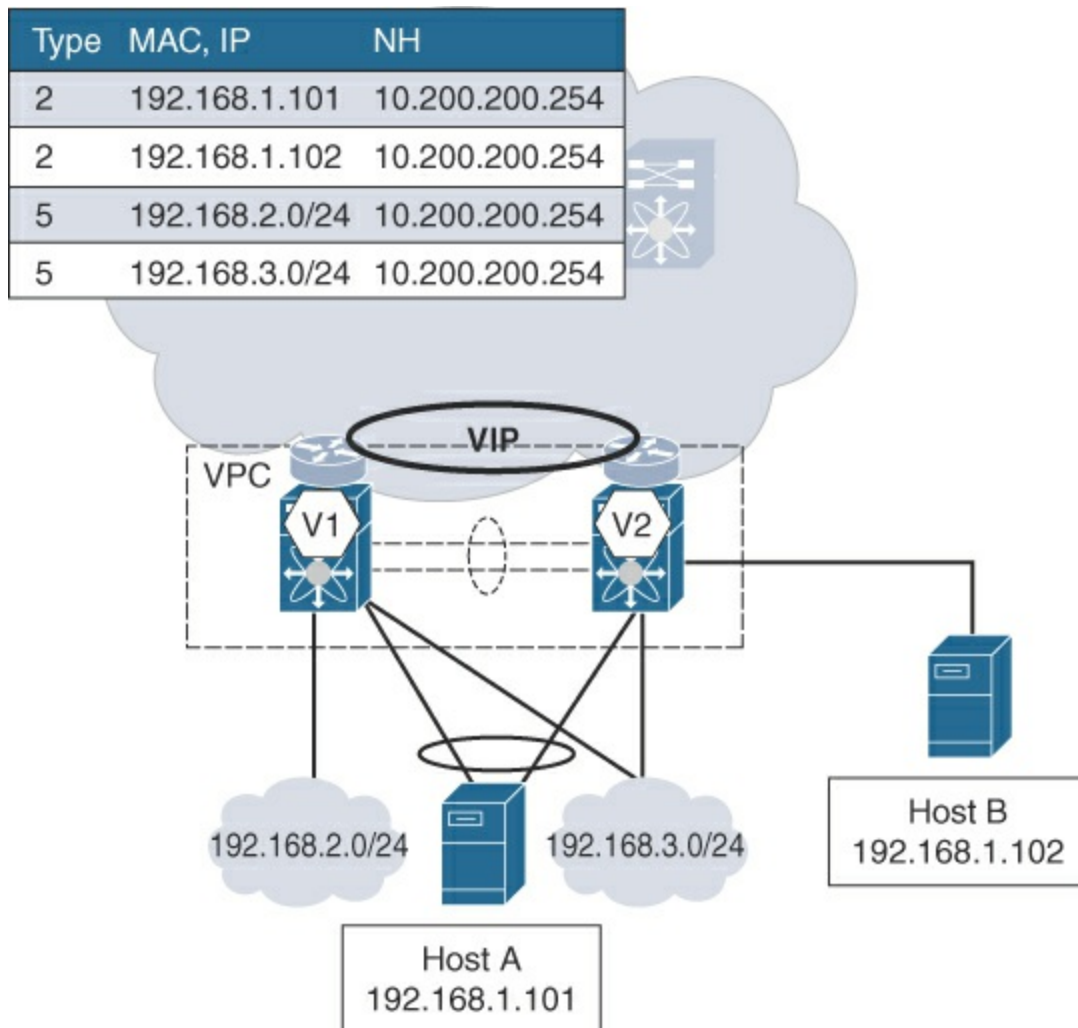 Type MAC, IP NH
2 192.168.1.101 10.200.200.254
2 192.168.1.102 10.200.200.254
5 192.168.2.0/24 10.200.200.254
5 192.168.3.0/24 10.200.200.254
VIP
VPC
V1 V2
192.168.2.0/24 192.168.3.0/24
Host B
192.168.1.102
Host A
192.168.1.101